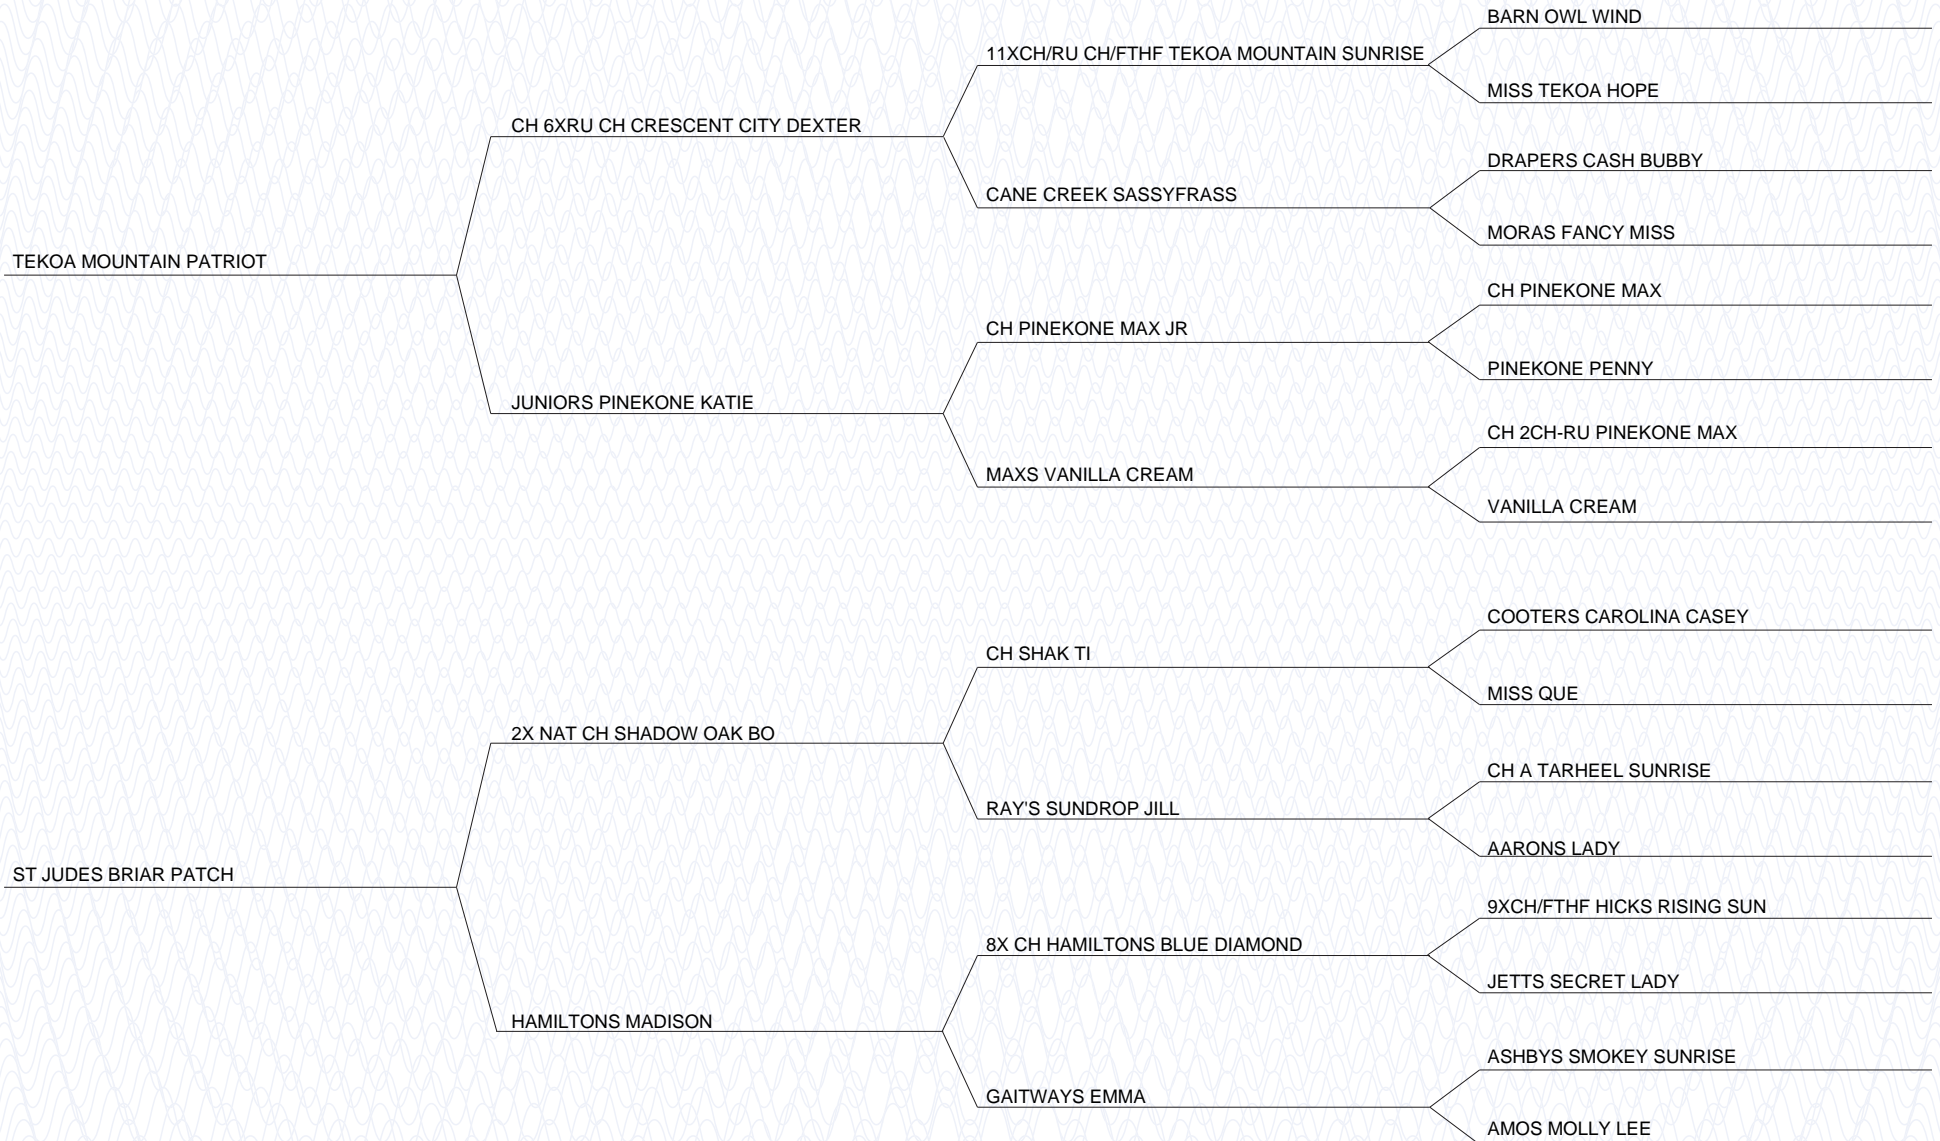 BARN OWL WIND
11XCH/RU CH/FTHF TEKOA MOUNTAIN SUNRISE
MISS TEKOA HOPE
CH 6XRU CH CRESCENT CITY DEXTER
DRAPERS CASH BUBBY
CANE CREEK SASSYFRASS
MORAS FANCY MISS
TEKOA MOUNTAIN PATRIOT
CH PINEKONE MAX
CH PINEKONE MAX JR
PINEKONE PENNY
JUNIORS PINEKONE KATIE
CH 2CH-RU PINEKONE MAX
MAXS VANILLA CREAM
VANILLA CREAM
COOTERS CAROLINA CASEY
CH SHAK TI
MISS QUE
2X NAT CH SHADOW OAK BO
CH A TARHEEL SUNRISE
RAY'S SUNDROP JILL
AARONS LADY
ST JUDES BRIAR PATCH
9XCH/FTHF HICKS RISING SUN
8X CH HAMILTONS BLUE DIAMOND
JETTS SECRET LADY
HAMILTONS MADISON
ASHBYS SMOKEY SUNRISE
GAITWAYS EMMA
AMOS MOLLY LEE